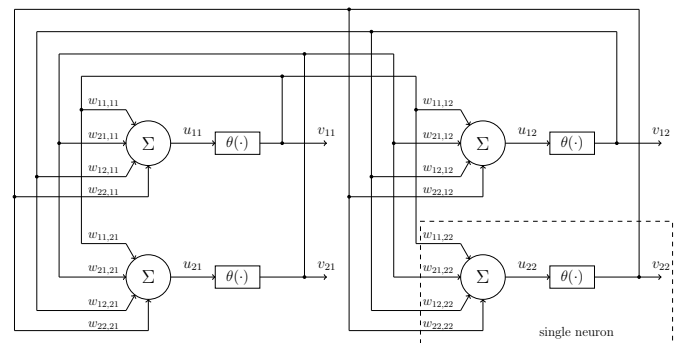 w11,11
w21,11
w12,11
w22,11
Σ
u11
θ(·)
v11
w11,12
w21,12
w12,12
w22,12
Σ
u12
θ(·)
v12
w11,21
w21,21
w12,21
w22,21
Σ
u21
θ(·)
v21
w11,22
w21,22
w12,22
w22,22
Σ
u22
θ(·)
v22
single neuron